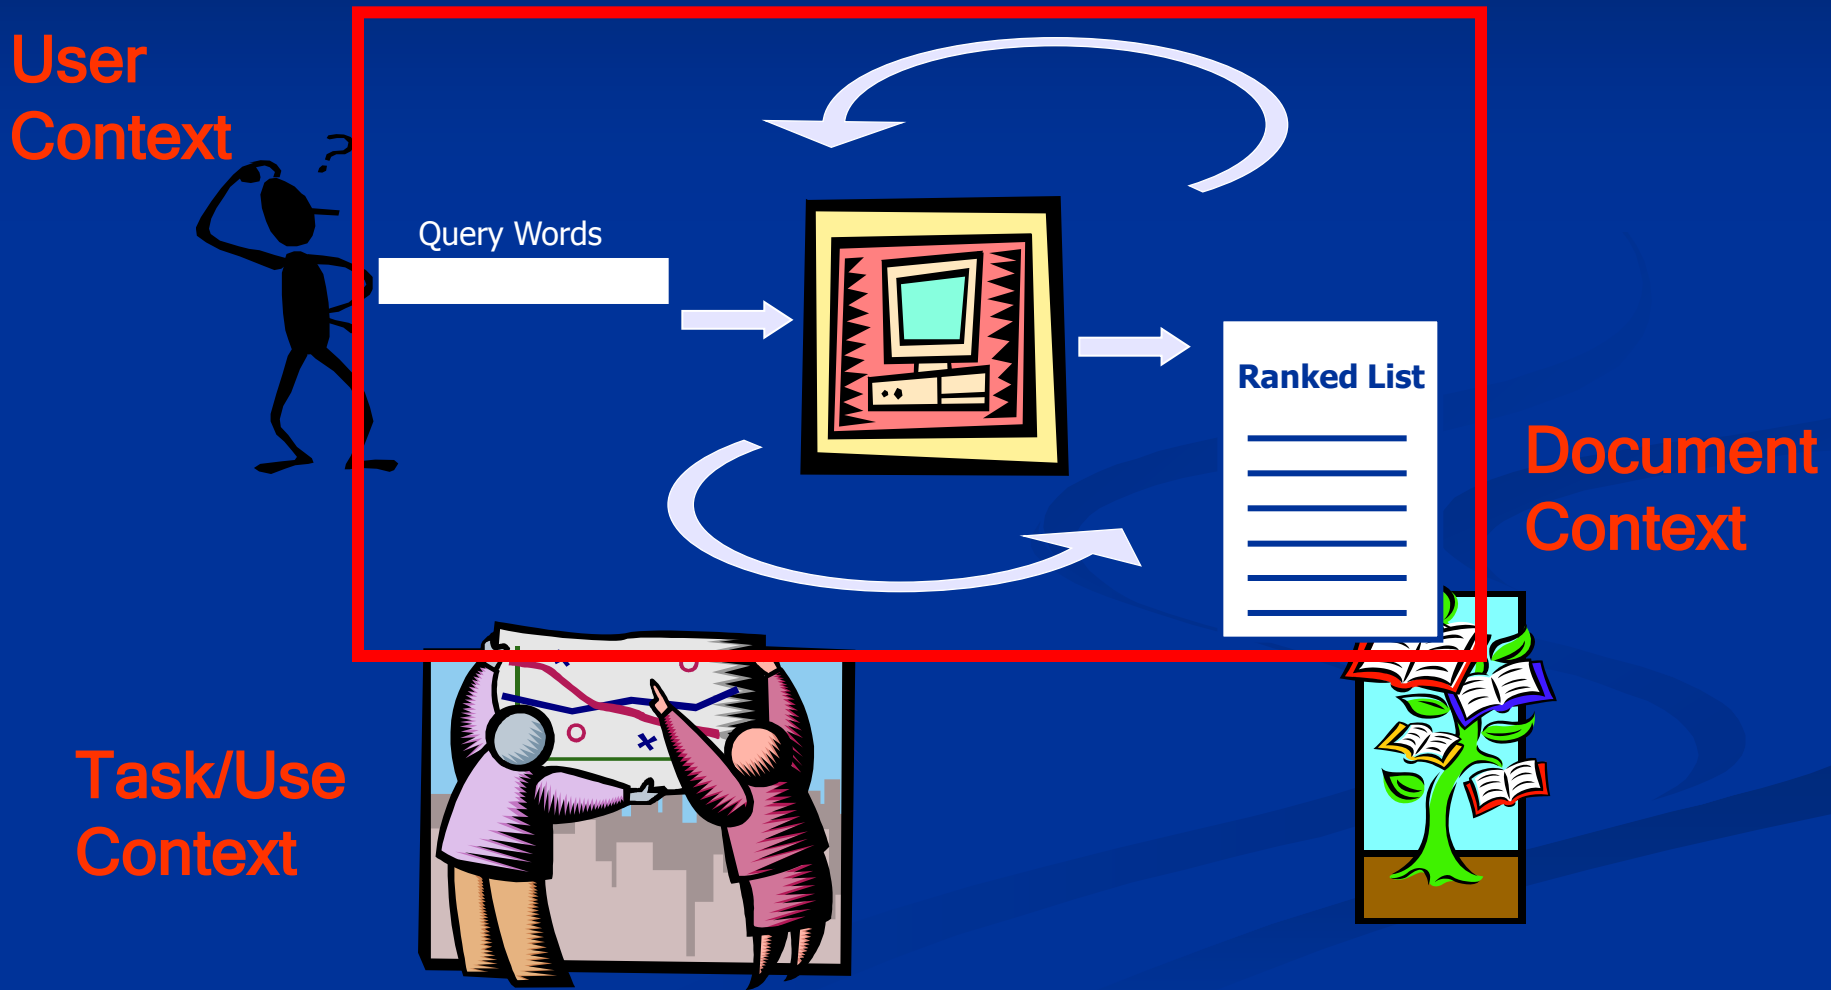 User
Context
?
Query Words
Ranked List
Document
Context
Task/Use
Context